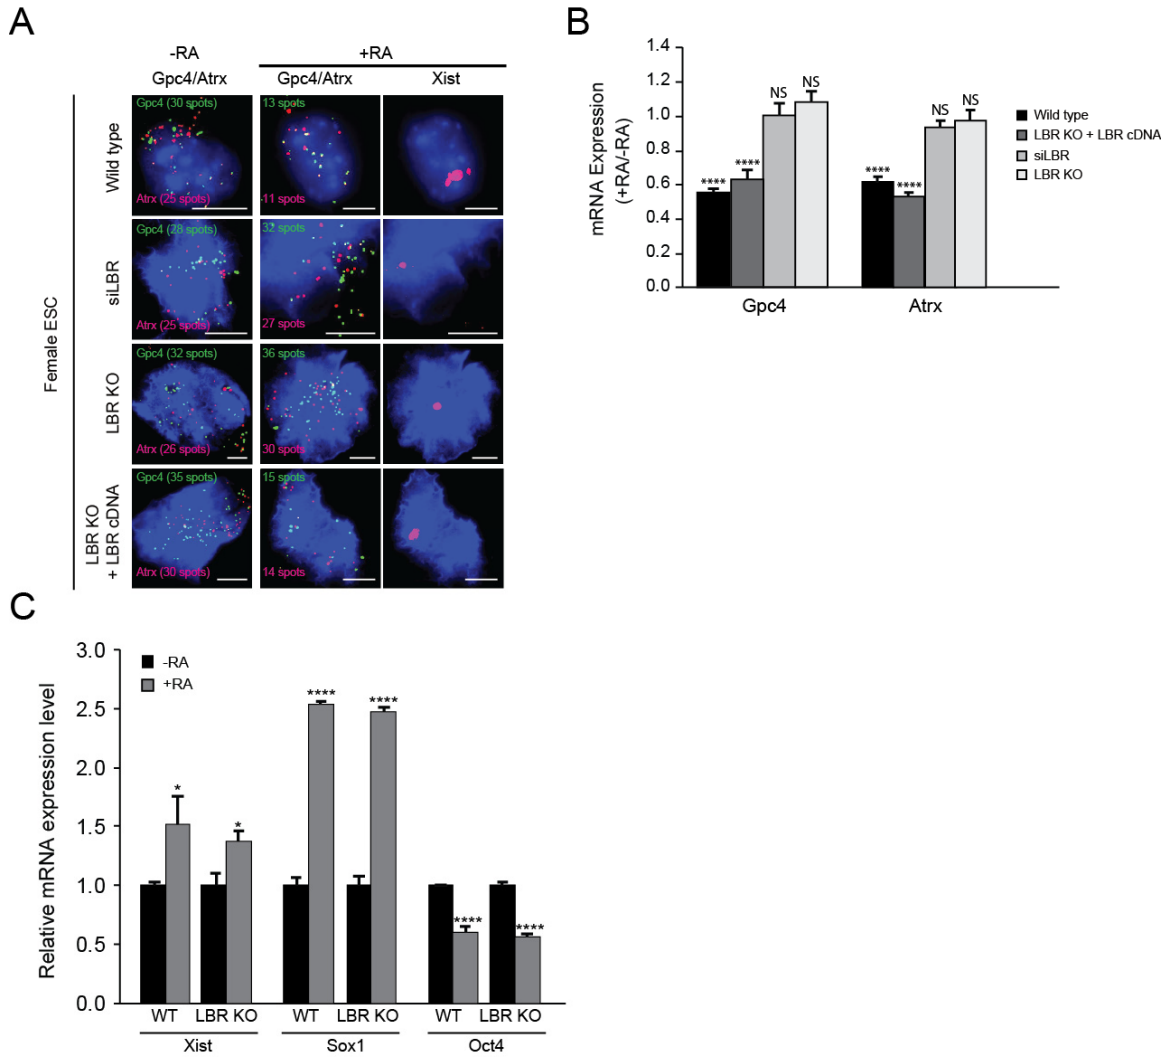 A
-RA
+RA
Gpc4/Atrx
Gpc4/Atrx
Xist
Female ESC
Wild type
Gpc4 (30 spots)
Atrx (25 spots)
13 spots
11 spots
siLBR
Gpc4 (28 spots)
Atrx (25 spots)
32 spots
27 spots
LBR KO
Gpc4 (32 spots)
Atrx (26 spots)
36 spots
30 spots
LBR KO
+ LBR cDNA
Gpc4 (35 spots)
Atrx (30 spots)
15 spots
14 spots
B
mRNA Expression
(+RA/-RA)
1.4
1.2
1.0
0.8
0.6
0.4
0.2
0.0
****
****
NS
NS
****
****
NS
NS
Gpc4
Atrx
Wild type
LBR KO + LBR cDNA
siLBR
LBR KO
C
Relative mRNA expression level
3.0
2.5
2.0
1.5
1.0
0.5
0.0
-RA
+RA
*
*
****
****
****
****
WT
LBR KO
WT
LBR KO
WT
LBR KO
Xist
Sox1
Oct4